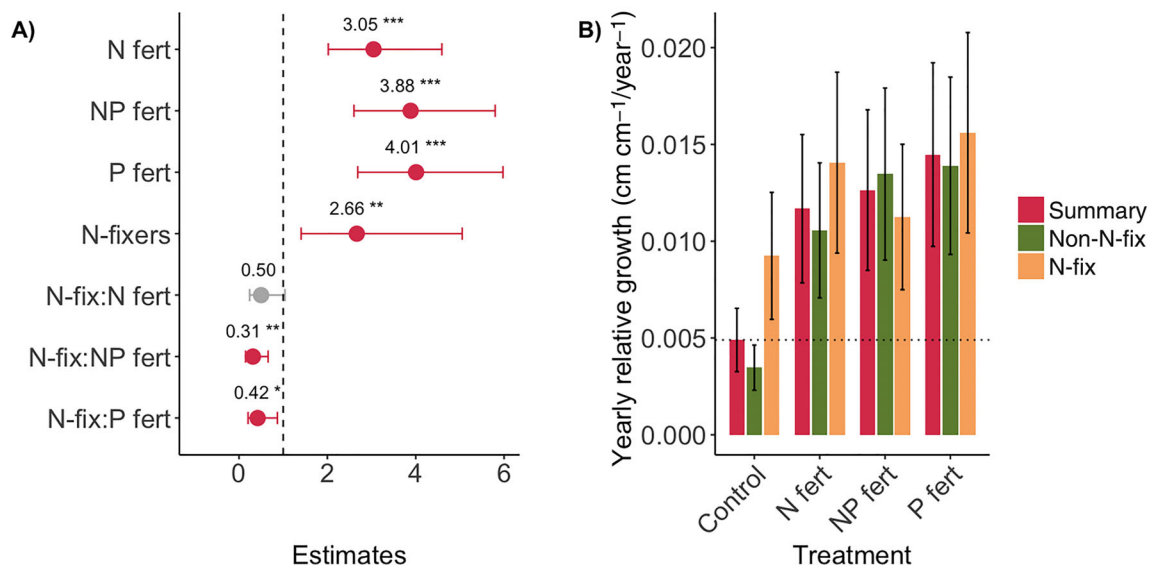 A)
N fert
NP fert
P fert
N-fixers
N-fix:N fert
N-fix:NP fert
N-fix:P fert
3.05 ***
3.88 ***
4.01 ***
2.66 **
0.50
0.31 **
0.42 *
0 2 4 6
Estimates
B)
Yearly relative growth (cm cm⁻¹/year⁻¹)
0.020
0.015
0.010
0.005
0.000
Control
N fert
NP fert
P fert
Treatment
Summary
Non-N-fix
N-fix